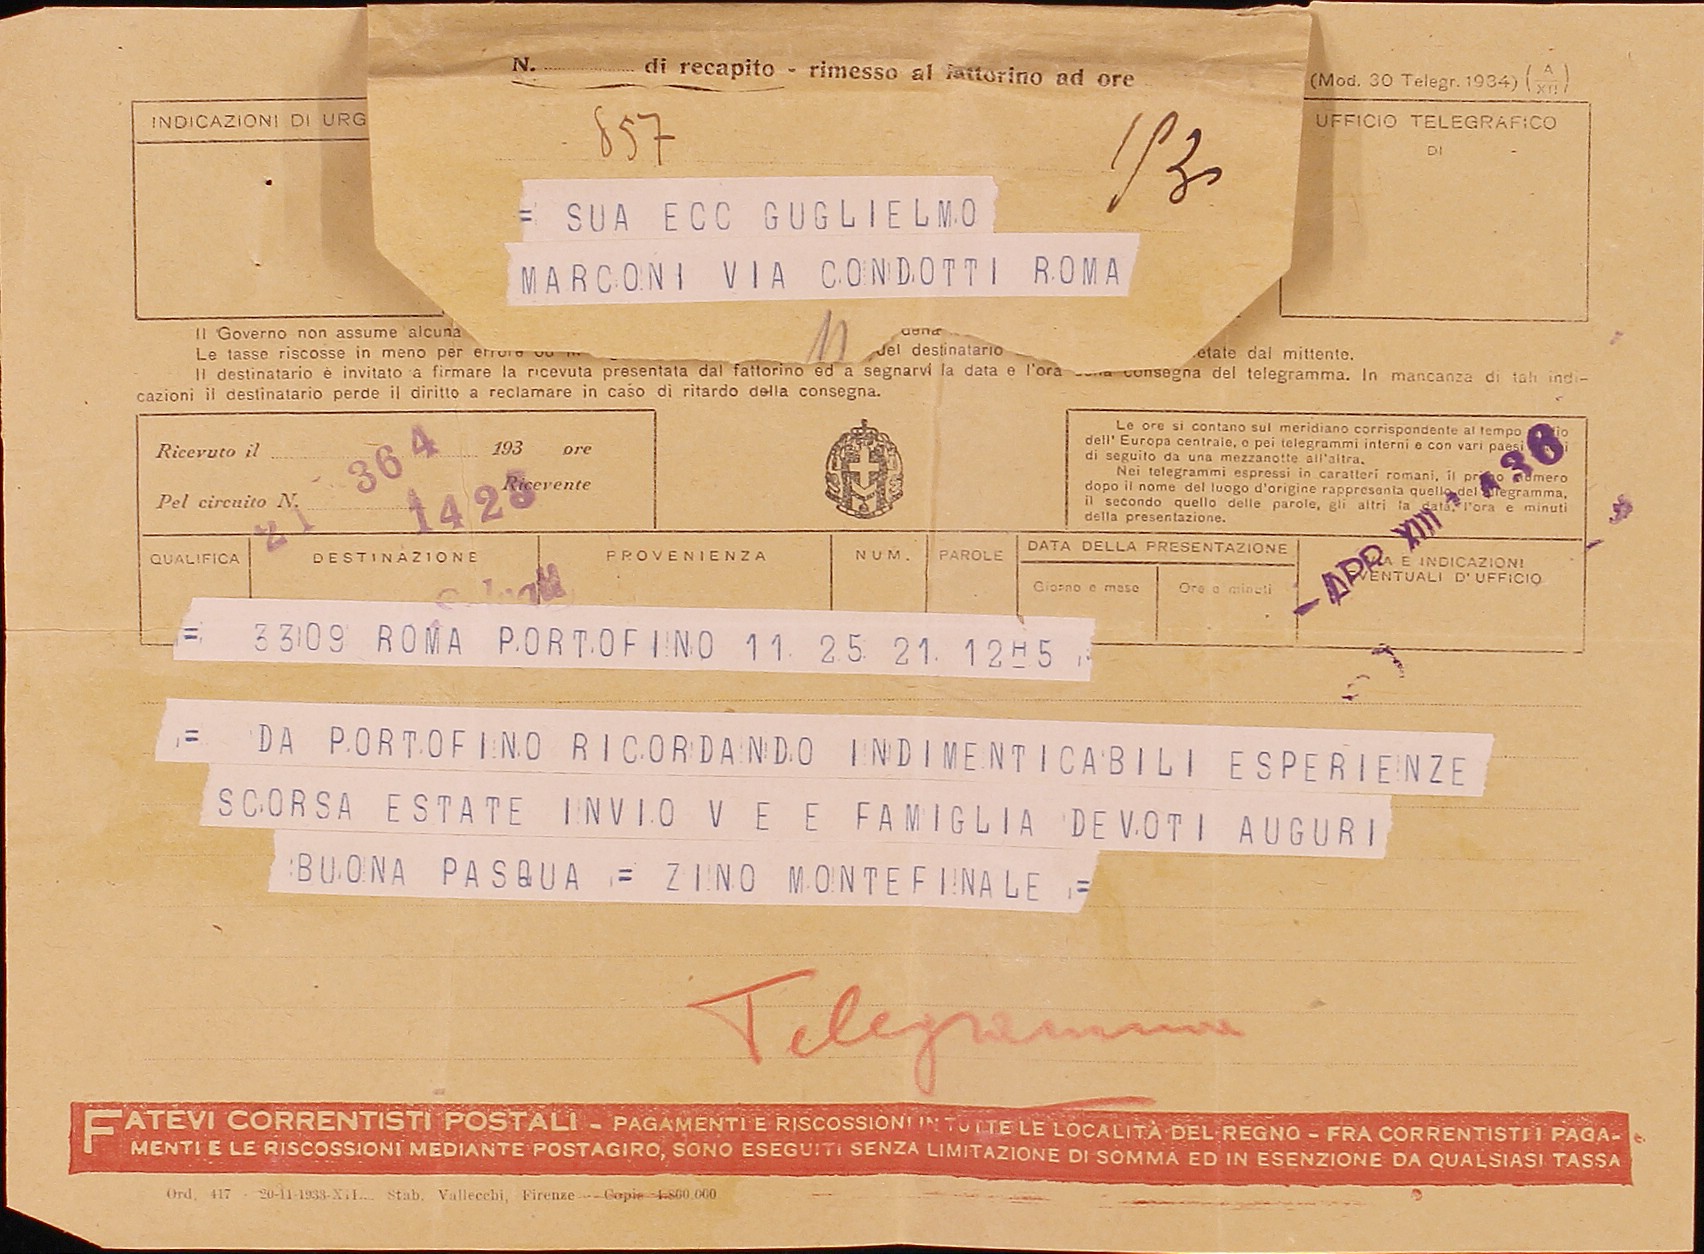 N. di recapito - rimesso al fattorino ad ore
(Mod. 30 Telegr. 1934) (A XII)
857
INDICAZIONI DI URG
UFFICIO TELEGRAFICO
DI
= SUA ECC GUGLIELMO
MARCONI VIA CONDOTTI ROMA
Il Governo non assume alcuna
Le tasse riscosse in meno per errore del destinatario etate dal mittente.
Il destinatario è invitato a firmare la ricevuta presentata dal fattorino ed a segnarvi la data e l'ora consegna del telegramma. In mancanza di tali indi-
cazioni il destinatario perde il diritto a reclamare in caso di ritardo della consegna.
Ricevuto il 193 ore
364
Pel circuito N. Ricevente
21 1425
Le ore si contano sul meridiano corrispondente al tempo
dell'Europa centrale, e pei telegrammi interni e con vari paesi
di seguito da una mezzanotte all'altra.
Nei telegrammi espressi in caratteri romani, il primo numero
dopo il nome del luogo d'origine rappresenta quello del telegramma,
il secondo quello delle parole, gli altri la data, l'ora e minuti
della presentazione.
APR XIII
QUALIFICA DESTINAZIONE PROVENIENZA NUM. PAROLE DATA DELLA PRESENTAZIONE
Giorno e mese Ore e minuti
E INDICAZIONI
VENTUALI D'UFFICIO
= 3309 ROMA PORTOFINO 11 25 21 12H5
= DA PORTOFINO RICORDANDO INDIMENTICABILI ESPERIENZE
SCORSA ESTATE INVIO V E E FAMIGLIA DEVOTI AUGURI
BUONA PASQUA = ZINO MONTEFINALE =
Telegramma
FATEVI CORRENTISTI POSTALI - PAGAMENTI E RISCOSSIONI IN TUTTE LE LOCALITÀ DEL REGNO - FRA CORRENTISTI I PAGA-
MENTI E LE RISCOSSIONI MEDIANTE POSTAGIRO, SONO ESEGUITI SENZA LIMITAZIONE DI SOMMA ED IN ESENZIONE DA QUALSIASI TASSA
Ord. 417 - 20-11-1933-XII Stab. Vallecchi, Firenze - Copie 4.800.000